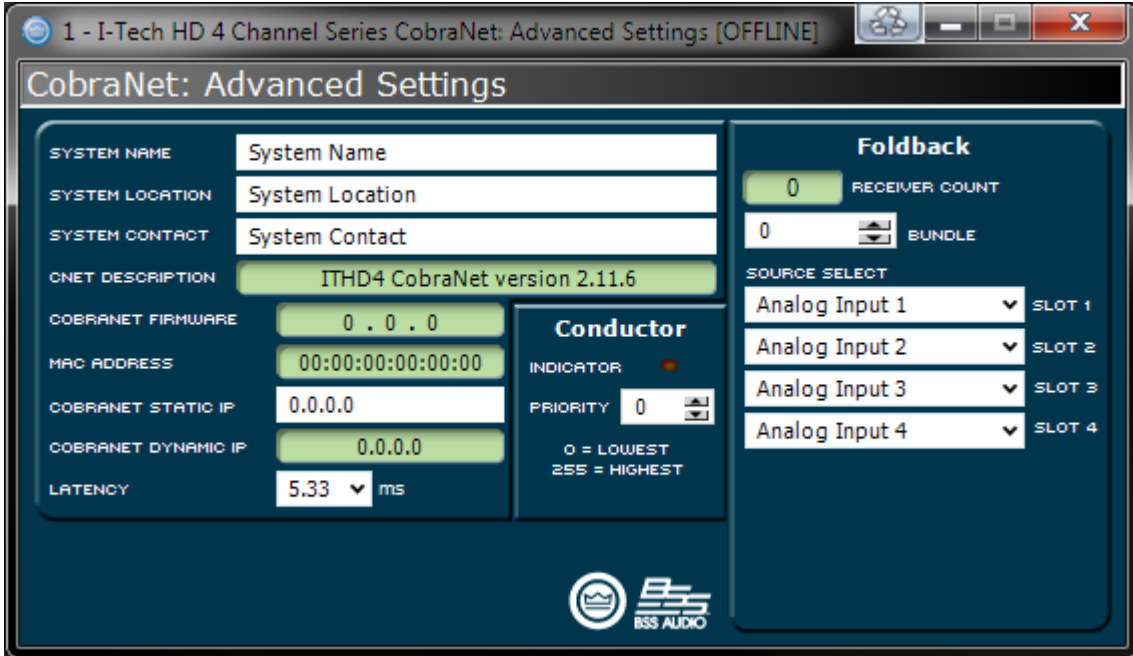 1 - I-Tech HD 4 Channel Series CobraNet: Advanced Settings [OFFLINE]
CobraNet: Advanced Settings
SYSTEM NAME System Name
SYSTEM LOCATION System Location
SYSTEM CONTACT System Contact
CNET DESCRIPTION ITHD4 CobraNet version 2.11.6
COBRANET FIRMWARE 0 . 0 . 0
MAC ADDRESS 00:00:00:00:00:00
COBRANET STATIC IP 0.0.0.0
COBRANET DYNAMIC IP 0.0.0.0
LATENCY 5.33 ms
Conductor
INDICATOR
PRIORITY 0
0 = LOWEST
255 = HIGHEST
Foldback
0 RECEIVER COUNT
0 BUNDLE
SOURCE SELECT
Analog Input 1 SLOT 1
Analog Input 2 SLOT 2
Analog Input 3 SLOT 3
Analog Input 4 SLOT 4
BSS
BSS AUDIO